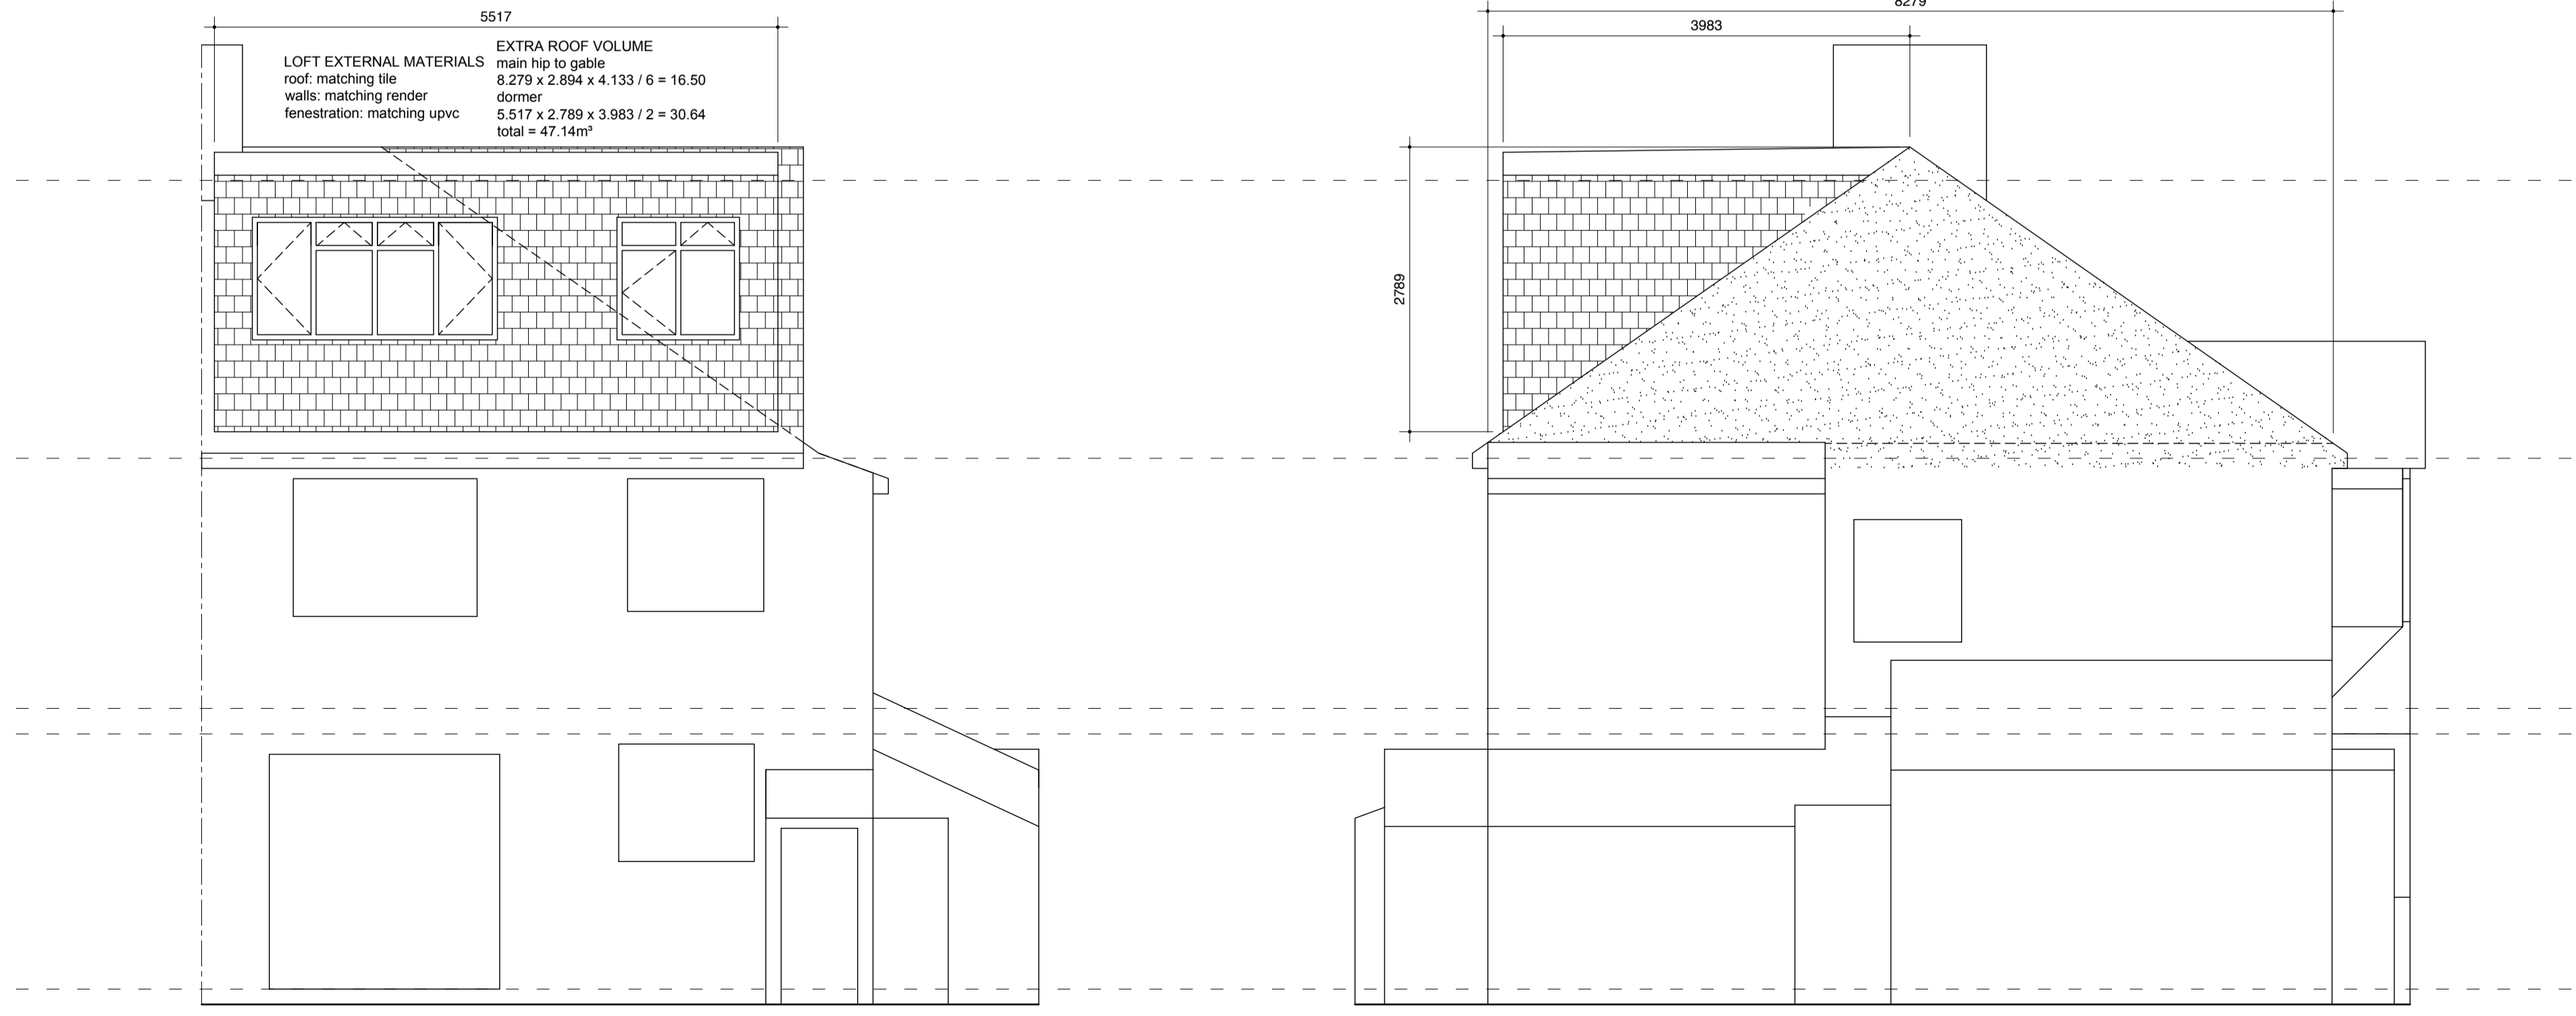 5517
LOFT EXTERNAL MATERIALS
roof: matching tile
walls: matching render
fenestration: matching upvc
EXTRA ROOF VOLUME
main hip to gable
8.279 x 2.894 x 4.133 / 6 = 16.50
dormer
5.517 x 2.789 x 3.983 / 2 = 30.64
total = 47.14m³
8279
3983
2789